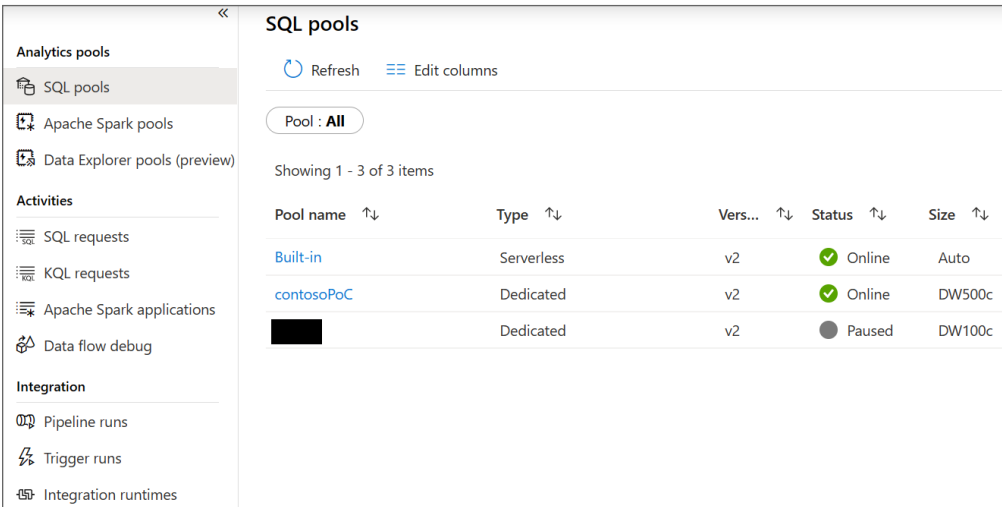 Analytics pools
SQL pools
Apache Spark pools
Data Explorer pools (preview)
Activities
SQL requests
KQL requests
Apache Spark applications
Data flow debug
Integration
Pipeline runs
Trigger runs
Integration runtimes
SQL pools
Refresh Edit columns
Pool : All
Showing 1 - 3 of 3 items
Pool name Type Vers... Status Size
Built-in Serverless v2 Online Auto
contosoPoC Dedicated v2 Online DW500c
Dedicated v2 Paused DW100c